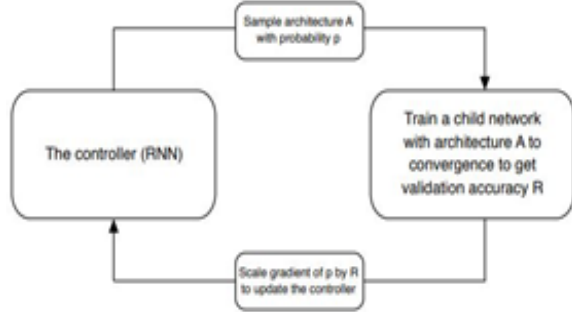 Sample architecture A
with probability p
The controller (RNN)
Train a child network
with architecture A to
convergence to get
validation accuracy R
Scale gradient of p by R
to update the controller